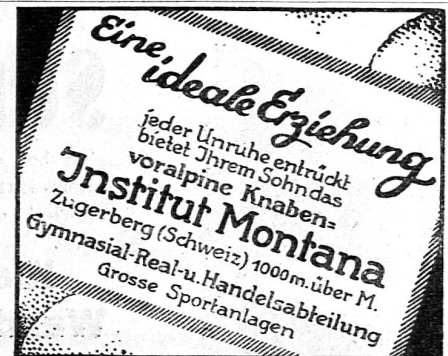 Eine
ideale Erziehung
jeder Unruhe entrückt
bietet Ihrem Sohn das
voralpine Knaben=
Institut Montana
Zugerberg (Schweiz) 1000 m. über M.
Gymnasial-Real-u. Handelsabteilung
Grosse Sportanlagen